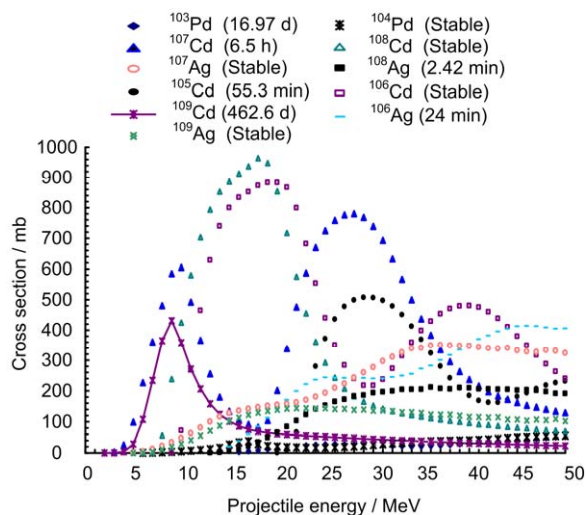 ¹⁰³Pd (16.97 d)
¹⁰⁷Cd (6.5 h)
¹⁰⁷Ag (Stable)
¹⁰⁵Cd (55.3 min)
¹⁰⁹Cd (462.6 d)
¹⁰⁹Ag (Stable)
¹⁰⁴Pd (Stable)
¹⁰⁸Cd (Stable)
¹⁰⁸Ag (2.42 min)
¹⁰⁶Cd (Stable)
¹⁰⁶Ag (24 min)
Cross section / mb
1000
900
800
700
600
500
400
300
200
100
0
0 5 10 15 20 25 30 35 40 45 50
Projectile energy / MeV